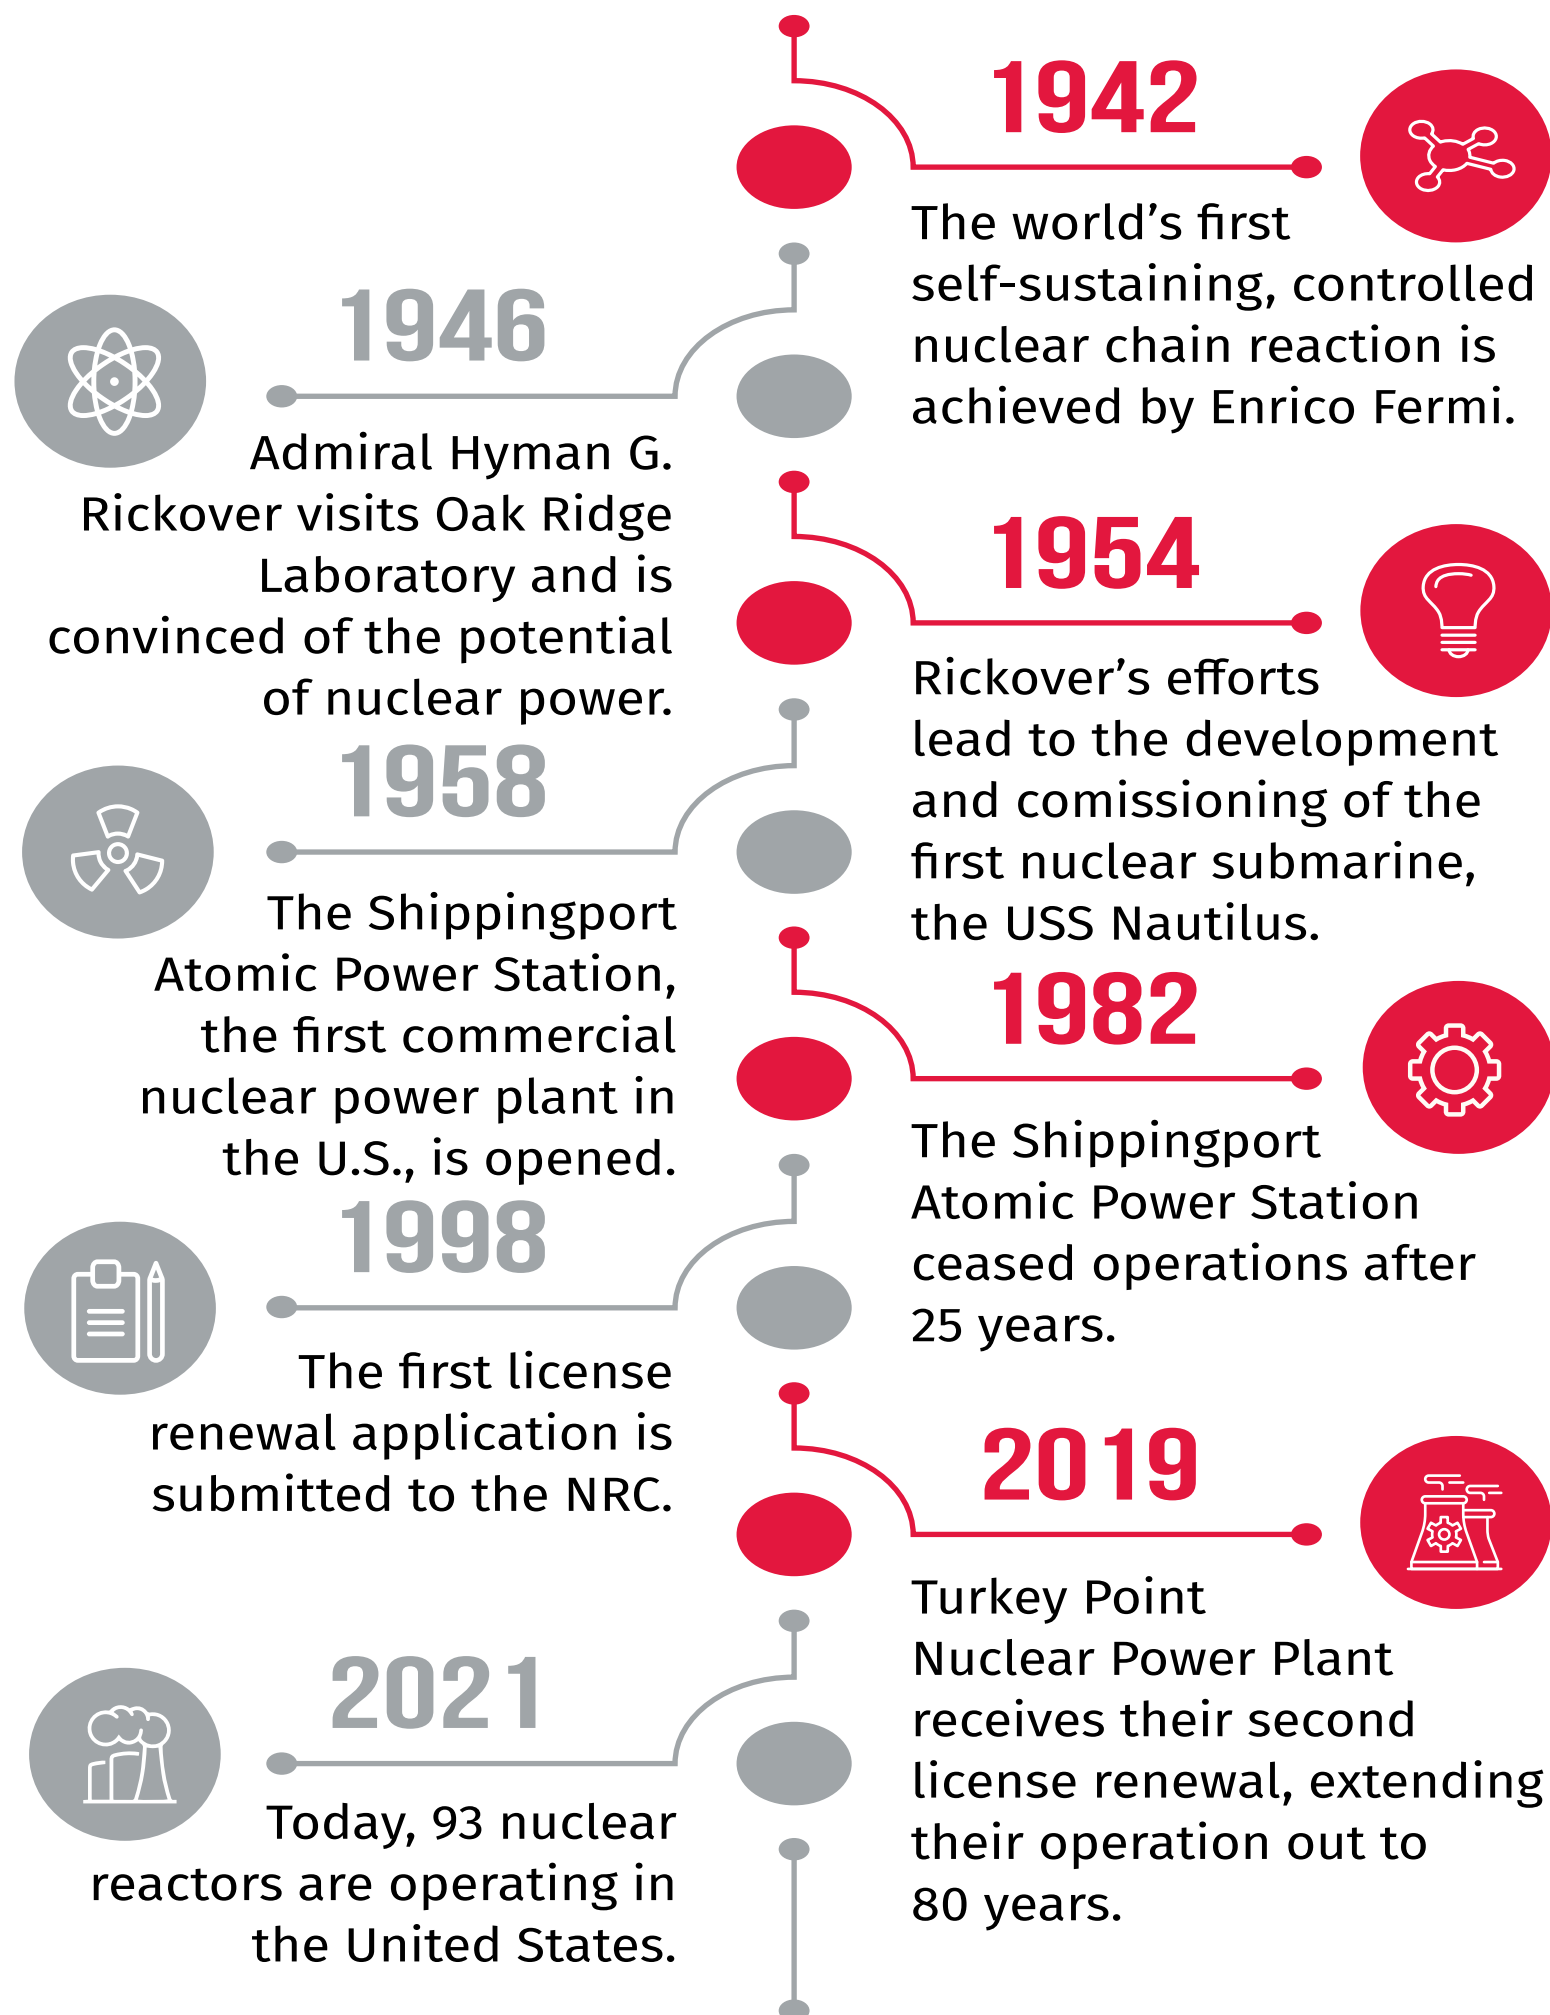 1942
The world’s first
self-sustaining, controlled
nuclear chain reaction is
achieved by Enrico Fermi.
1946
Admiral Hyman G.
Rickover visits Oak Ridge
Laboratory and is
convinced of the potential
of nuclear power.
1954
Rickover’s efforts
lead to the development
and comissioning of the
first nuclear submarine,
the USS Nautilus.
1958
The Shippingport
Atomic Power Station,
the first commercial
nuclear power plant in
the U.S., is opened.
1982
The Shippingport
Atomic Power Station
ceased operations after
25 years.
1998
The first license
renewal application is
submitted to the NRC.
2019
Turkey Point
Nuclear Power Plant
receives their second
license renewal, extending
their operation out to
80 years.
2021
Today, 93 nuclear
reactors are operating in
the United States.